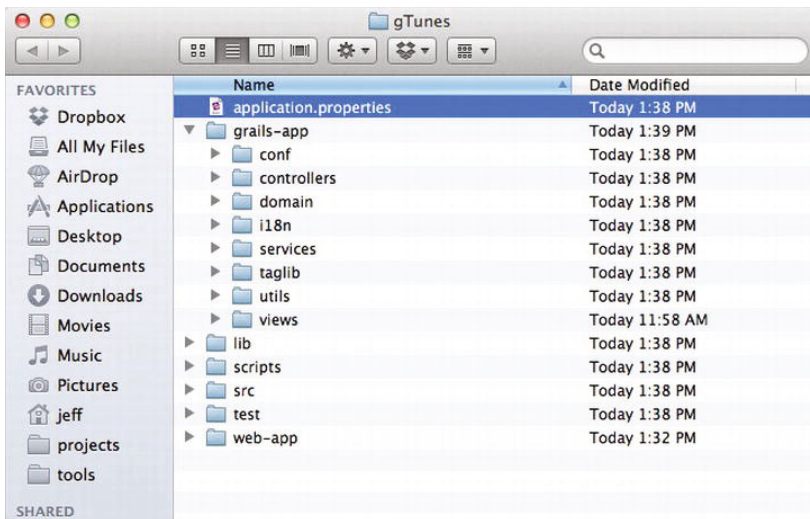 gTunes
FAVORITES
Dropbox
All My Files
AirDrop
Applications
Desktop
Documents
Downloads
Movies
Music
Pictures
jeff
projects
tools
SHARED
Name Date Modified
application.properties Today 1:38 PM
grails-app Today 1:39 PM
conf Today 1:38 PM
controllers Today 1:38 PM
domain Today 1:38 PM
i18n Today 1:38 PM
services Today 1:38 PM
taglib Today 1:38 PM
utils Today 1:38 PM
views Today 11:58 AM
lib Today 1:38 PM
scripts Today 1:38 PM
src Today 1:38 PM
test Today 1:38 PM
web-app Today 1:32 PM